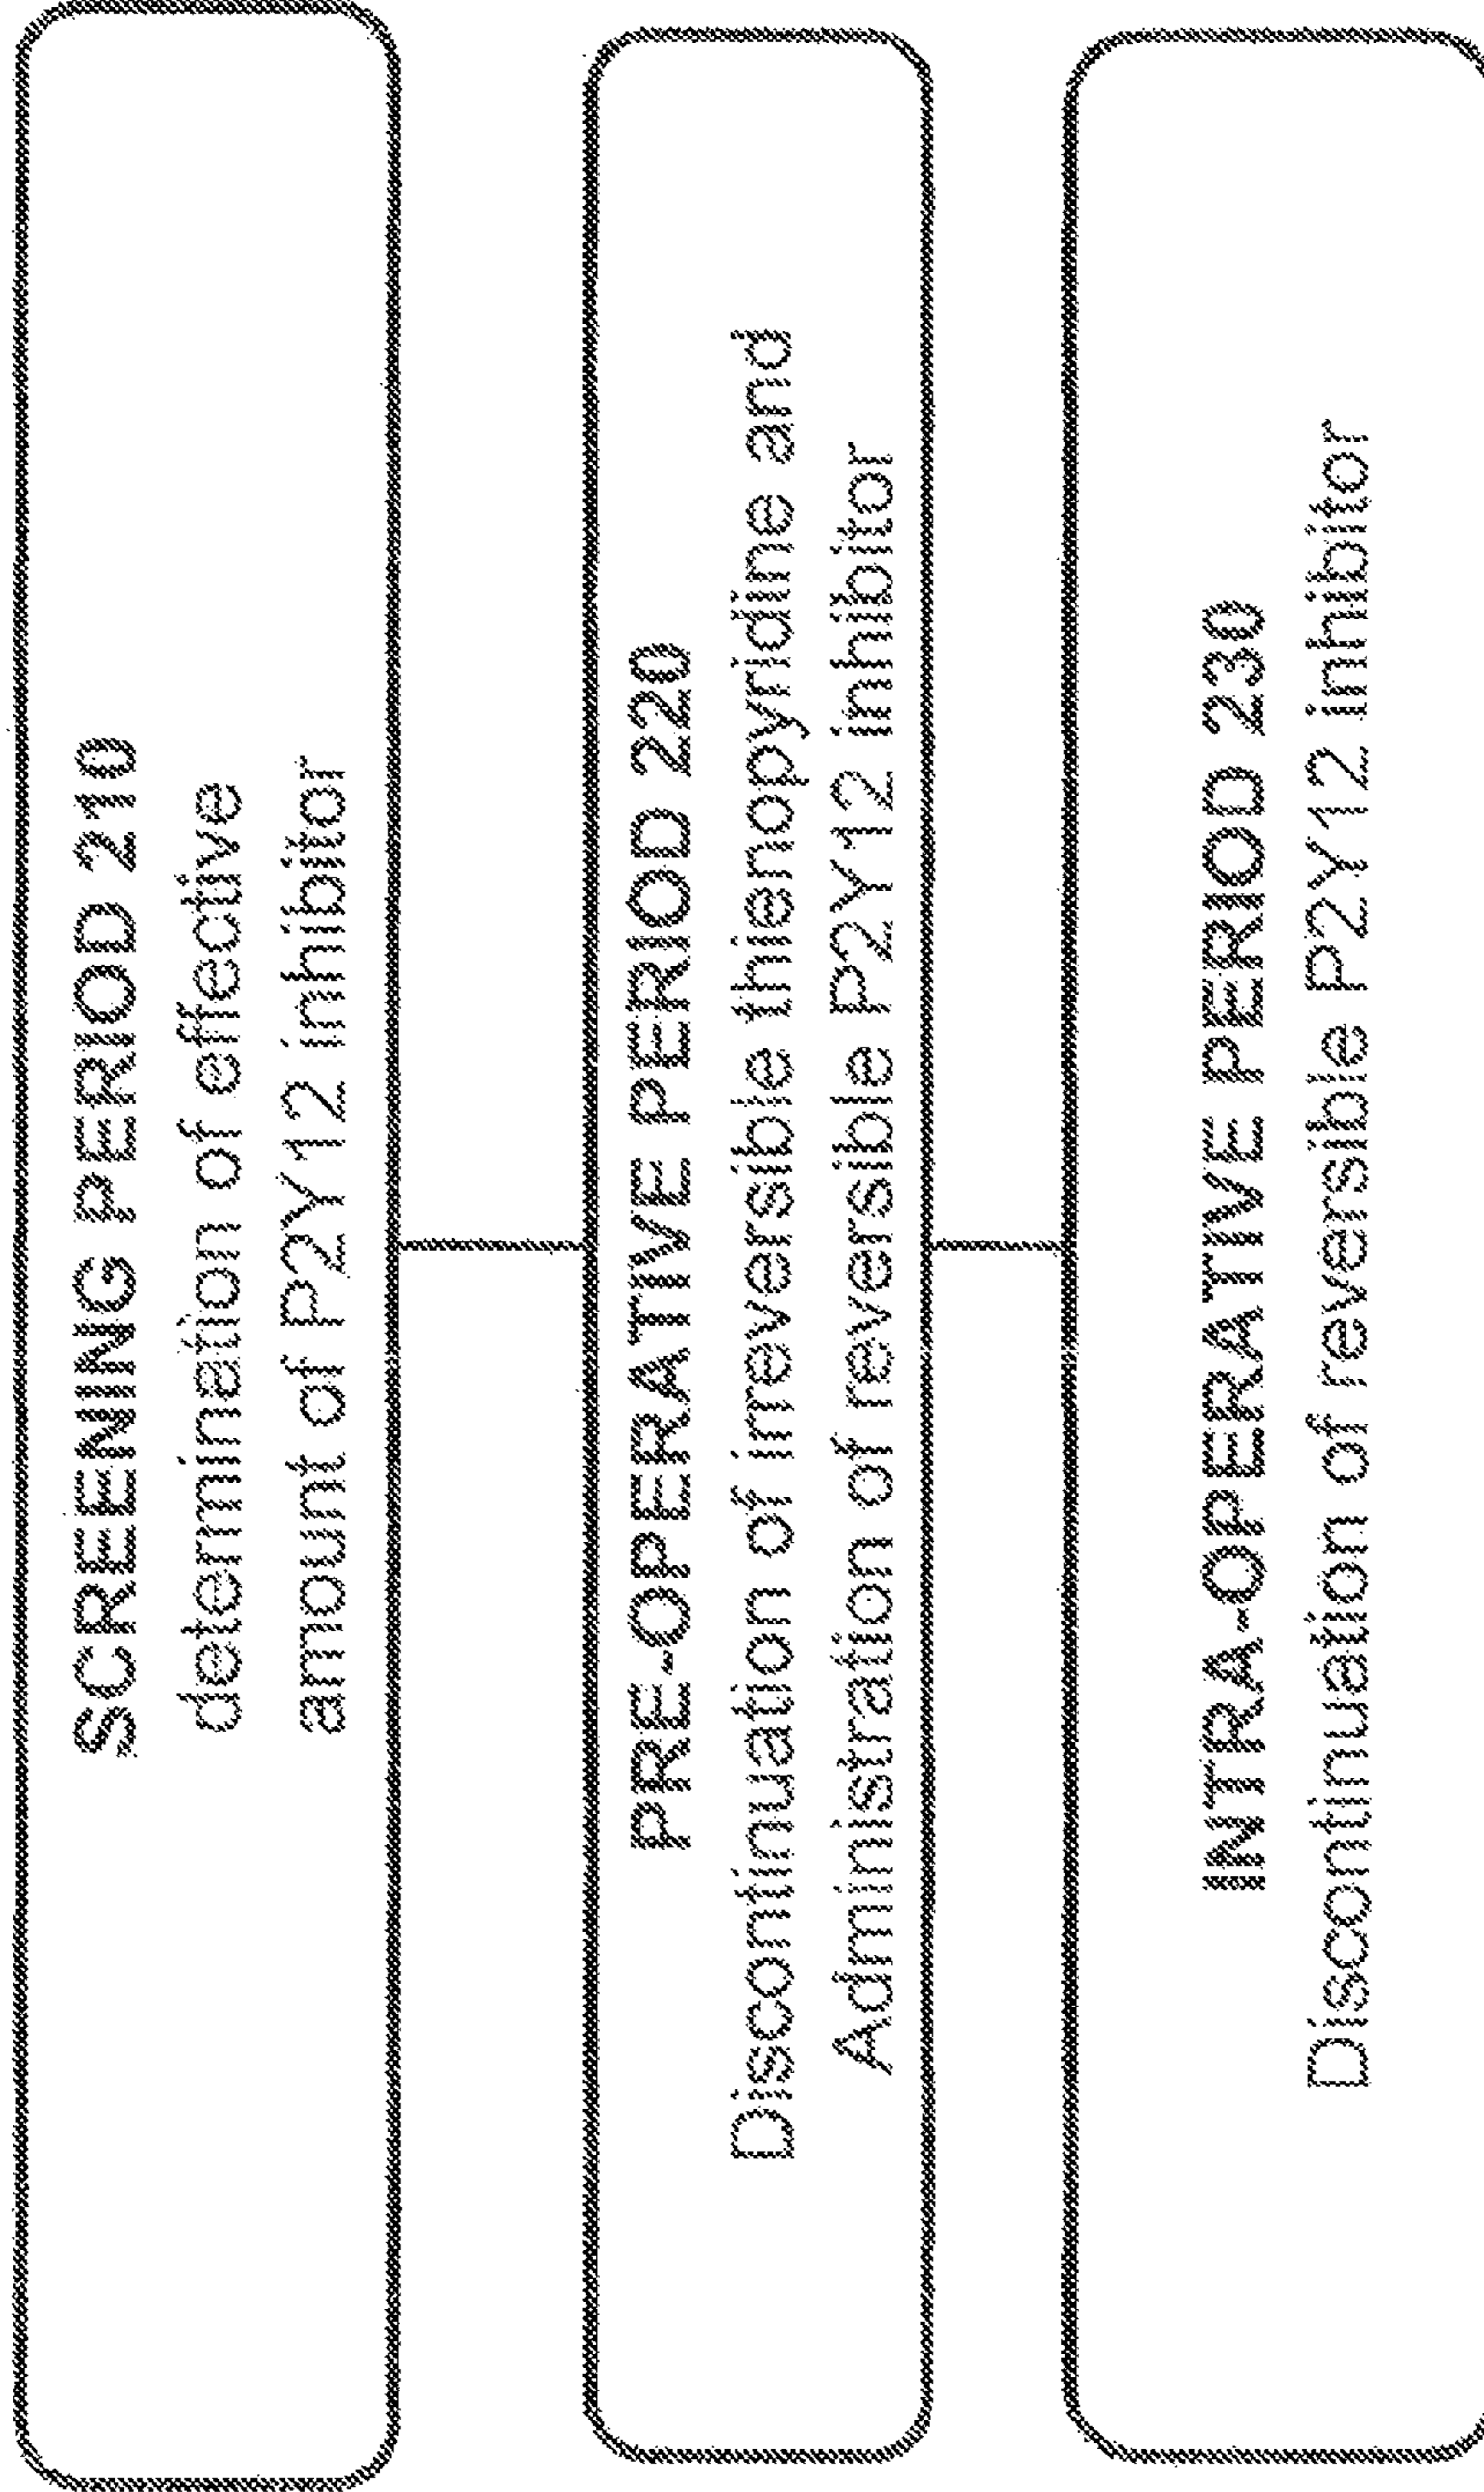 SCREENING PERIOD 210
determination of effective
amount of P2Y12 inhibitor
PRE-OPERATIVE PERIOD 220
Discontinuation of irreversible thienopyridine and
Administration of reversible P2Y12 inhibitor
INTRA-OPERATIVE PERIOD 230
Discontinuation of reversible P2Y12 inhibitor